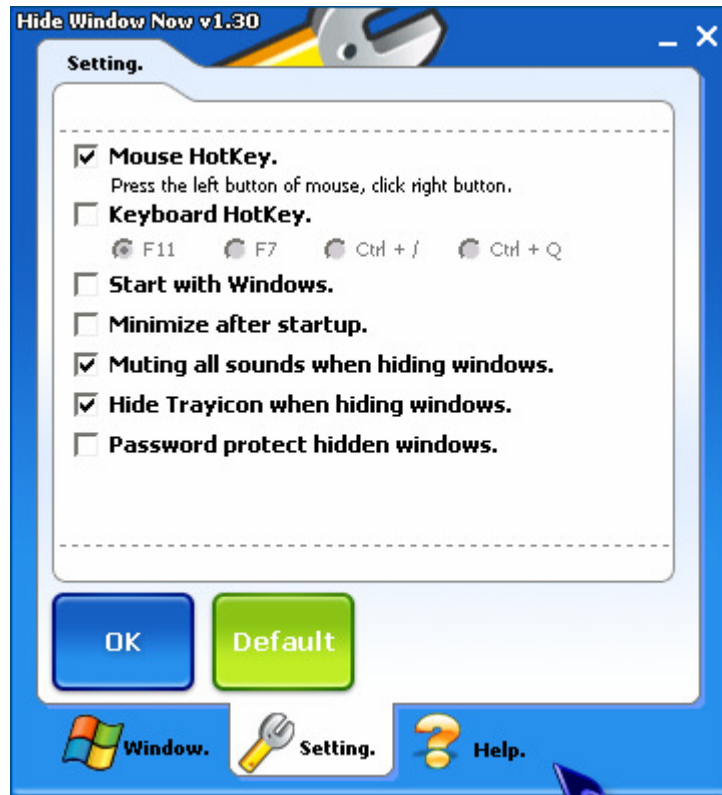 Hide Window Now v1.30
Setting.
Mouse HotKey.
Press the left button of mouse, click right button.
Keyboard HotKey.
F11 F7 Ctrl + / Ctrl + Q
Start with Windows.
Minimize after startup.
Muting all sounds when hiding windows.
Hide Trayicon when hiding windows.
Password protect hidden windows.
OK Default
Window. Setting. Help.